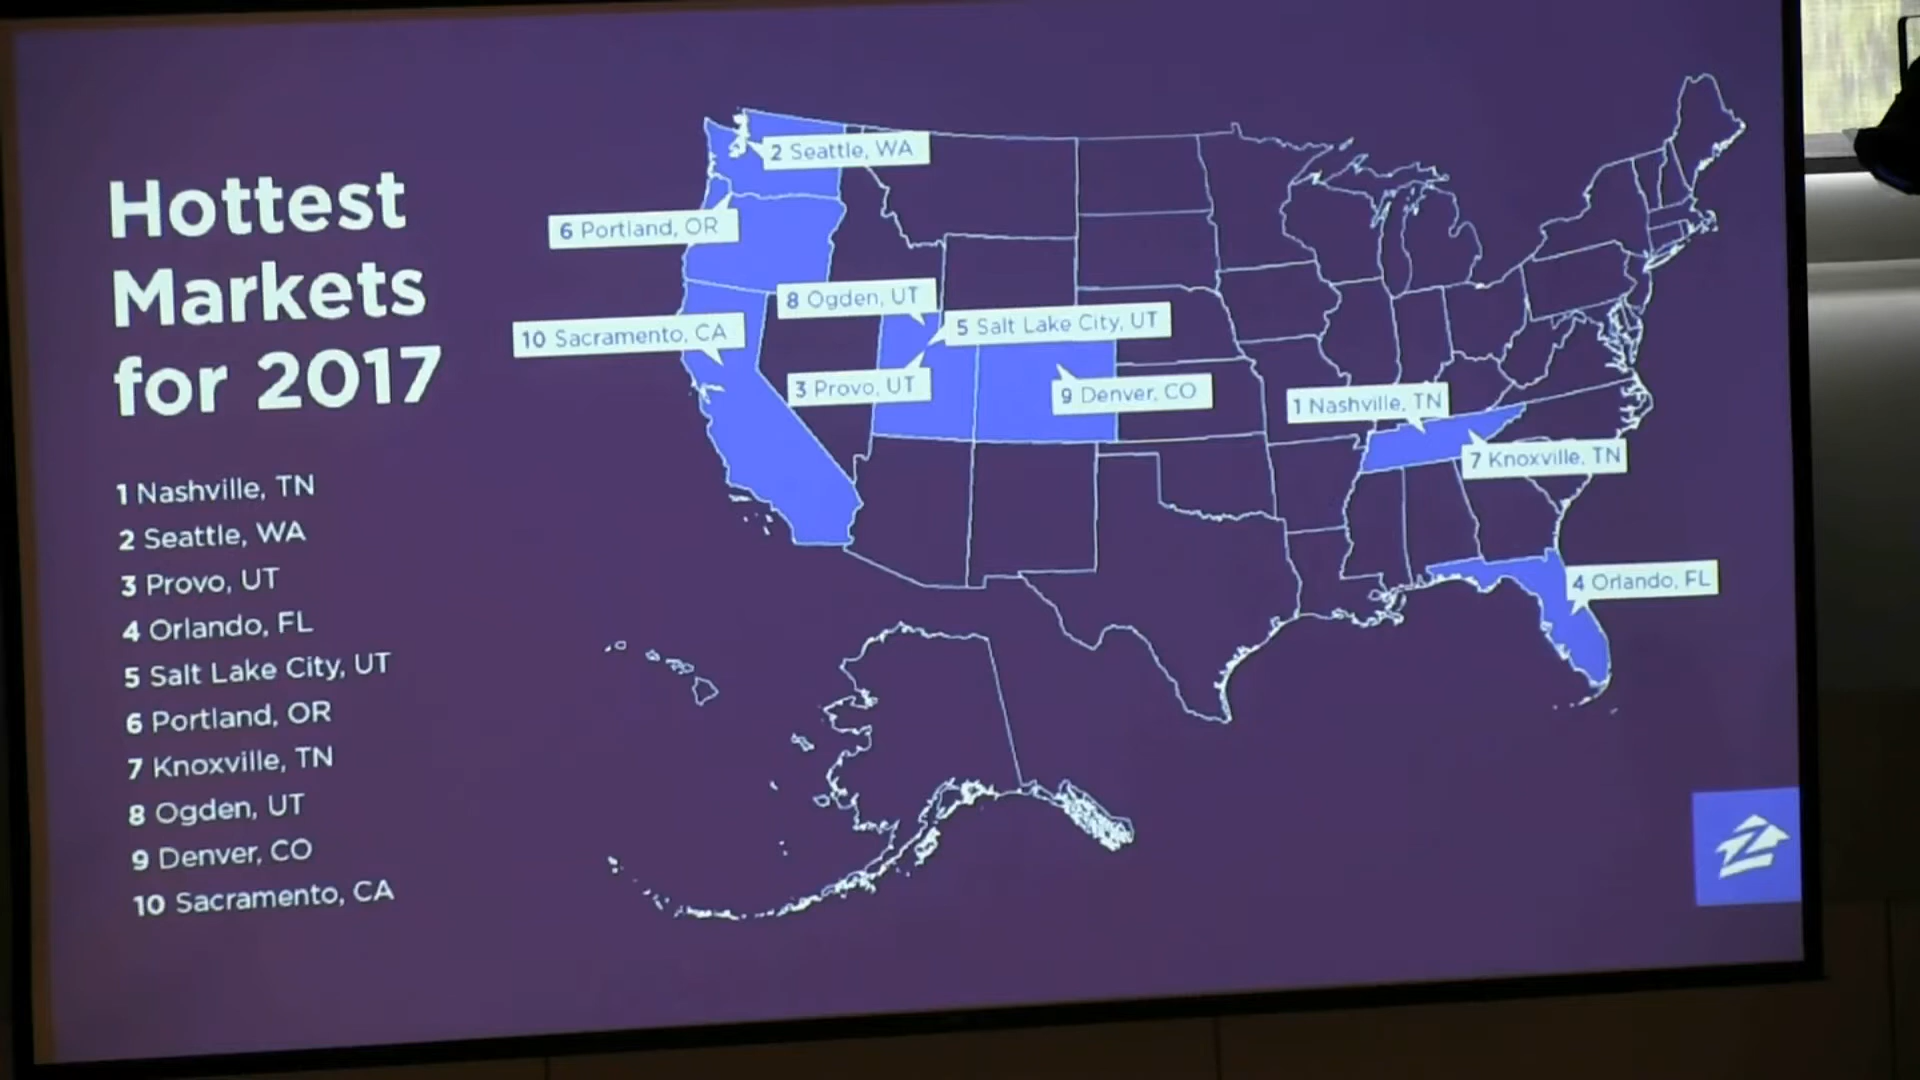 Hottest
Markets
for 2017
1 Nashville, TN
2 Seattle, WA
3 Provo, UT
4 Orlando, FL
5 Salt Lake City, UT
6 Portland, OR
7 Knoxville, TN
8 Ogden, UT
9 Denver, CO
10 Sacramento, CA
2 Seattle, WA
6 Portland, OR
8 Ogden, UT
5 Salt Lake City, UT
10 Sacramento, CA
3 Provo, UT
9 Denver, CO
1 Nashville, TN
7 Knoxville, TN
4 Orlando, FL